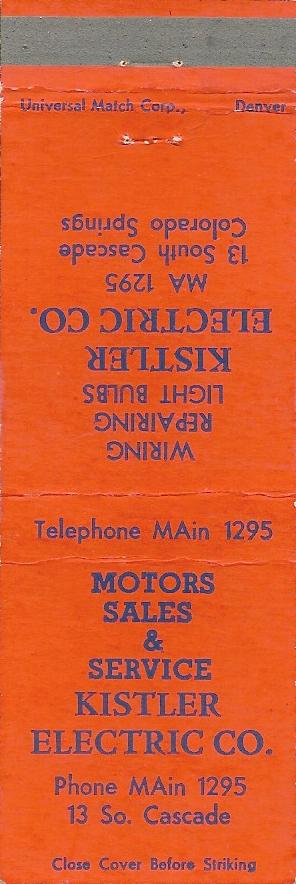 Universal Match Corp., Denver
WIRING
REPAIRING
LIGHT BULBS
KISTLER
ELECTRIC CO.
MA 1295
13 South Cascade
Colorado Springs
Telephone MAin 1295
MOTORS
SALES
&
SERVICE
KISTLER
ELECTRIC CO.
Phone MAin 1295
13 So. Cascade
Close Cover Before Striking